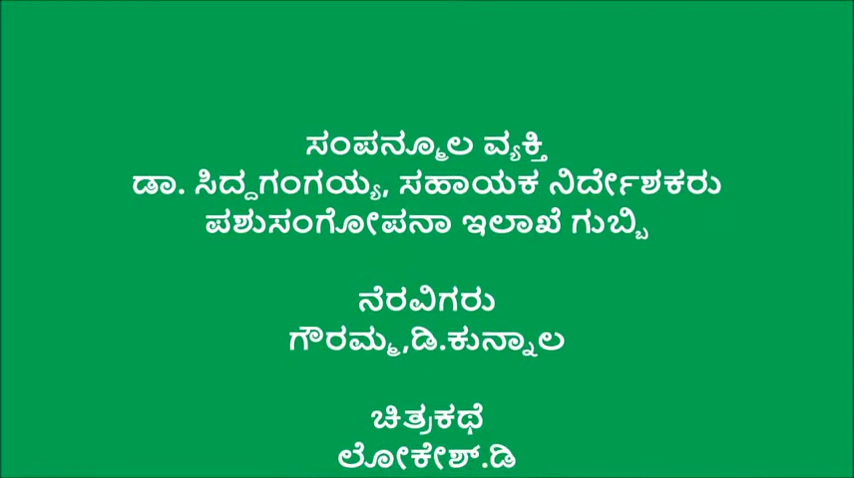 ಸಂಪನ್ಮೂಲ ವ್ಯಕ್ತಿ
ಡಾ. ಸಿದ್ದಗಂಗಯ್ಯ, ಸಹಾಯಕ ನಿರ್ದೇಶಕರು
ಪಶುಸಂಗೋಪನಾ ಇಲಾಖೆ ಗುಬ್ಬಿ
ನೆರವಿಗರು
ಗೌರಮ್ಮ,ಡಿ.ಕುನ್ನಾಲ
ಚಿತ್ರಕಥೆ
ಲೋಕೇಶ್.ಡಿ